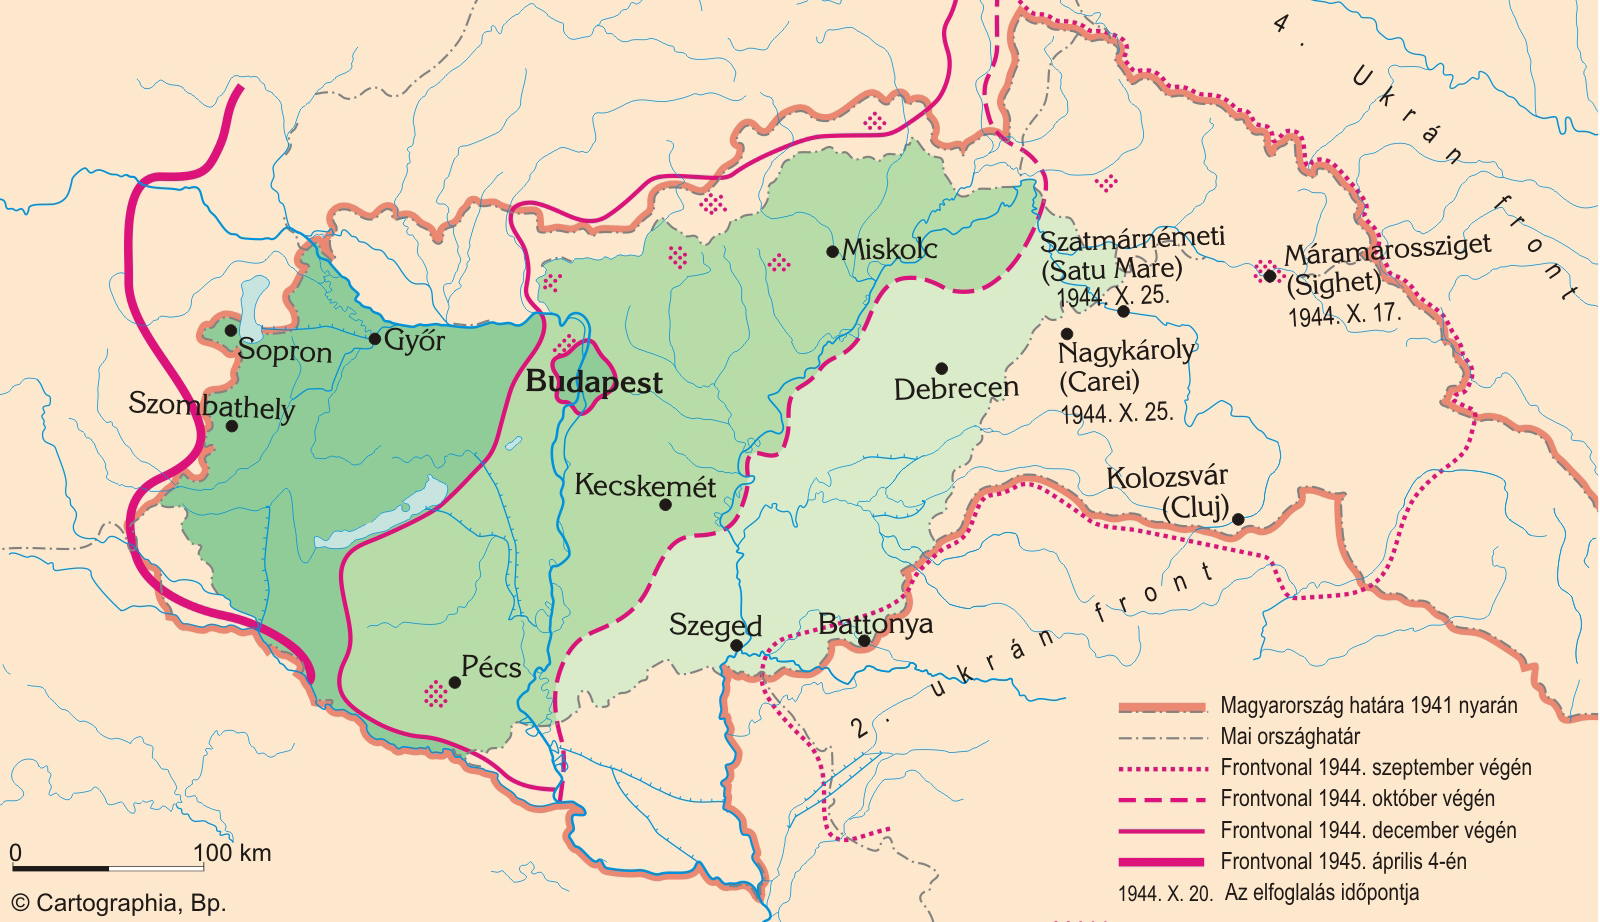 4. Ukrán front
Miskolc
Szatmárnémeti
(Satu Mare)
1944. X. 25.
Máramarossziget
(Sighet)
1944. X. 17.
Sopron
Győr
Nagykároly
(Carei)
1944. X. 25.
Budapest
Debrecen
Szombathely
Kecskemét
Kolozsvár
(Cluj)
Szeged
Battonya
Pécs
2. ukrán front
Magyarország határa 1941 nyarán
Mai országhatár
Frontvonal 1944. szeptember végén
Frontvonal 1944. október végén
Frontvonal 1944. december végén
Frontvonal 1945. április 4-én
1944. X. 20. Az elfoglalás időpontja
0 100 km
© Cartographia, Bp.